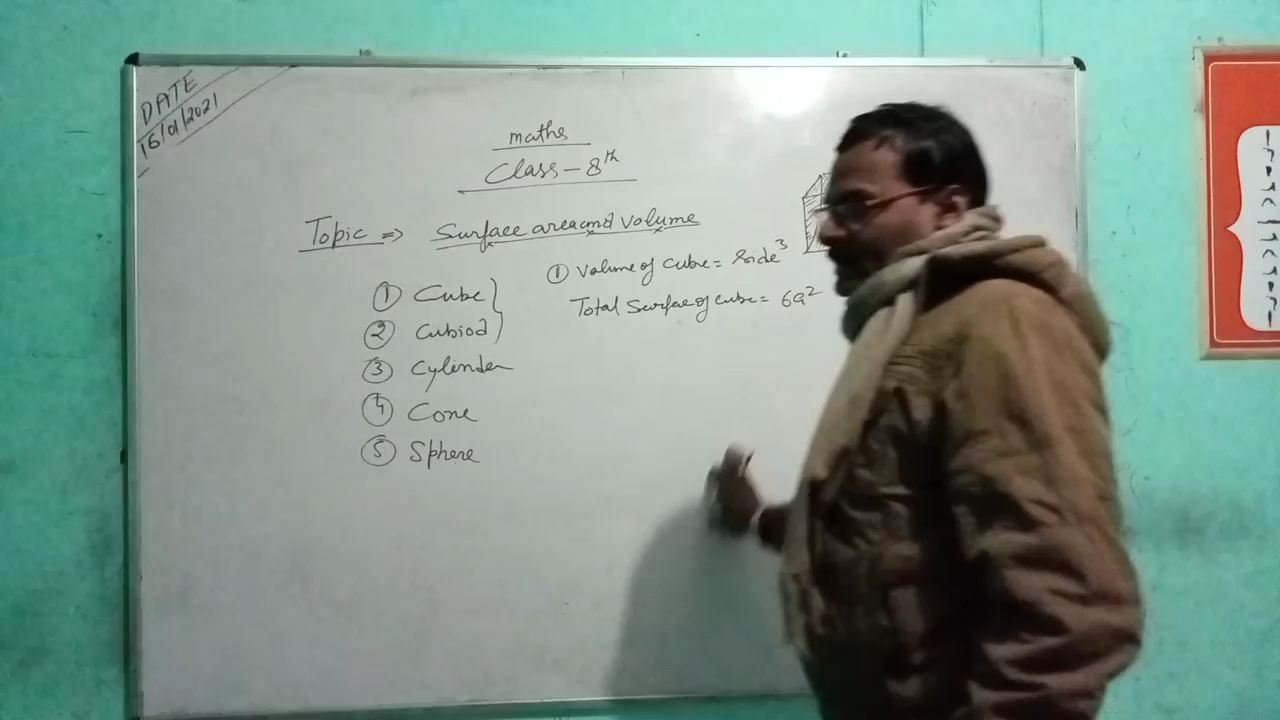 DATE
16/01/2021
maths
Class - 8th
Topic => Surface area and volume
① Cube
② Cubiod
③ Cylinder
④ Cone
⑤ Sphere
① Volume of Cube = Side³
Total Surfae of cube = 6a²